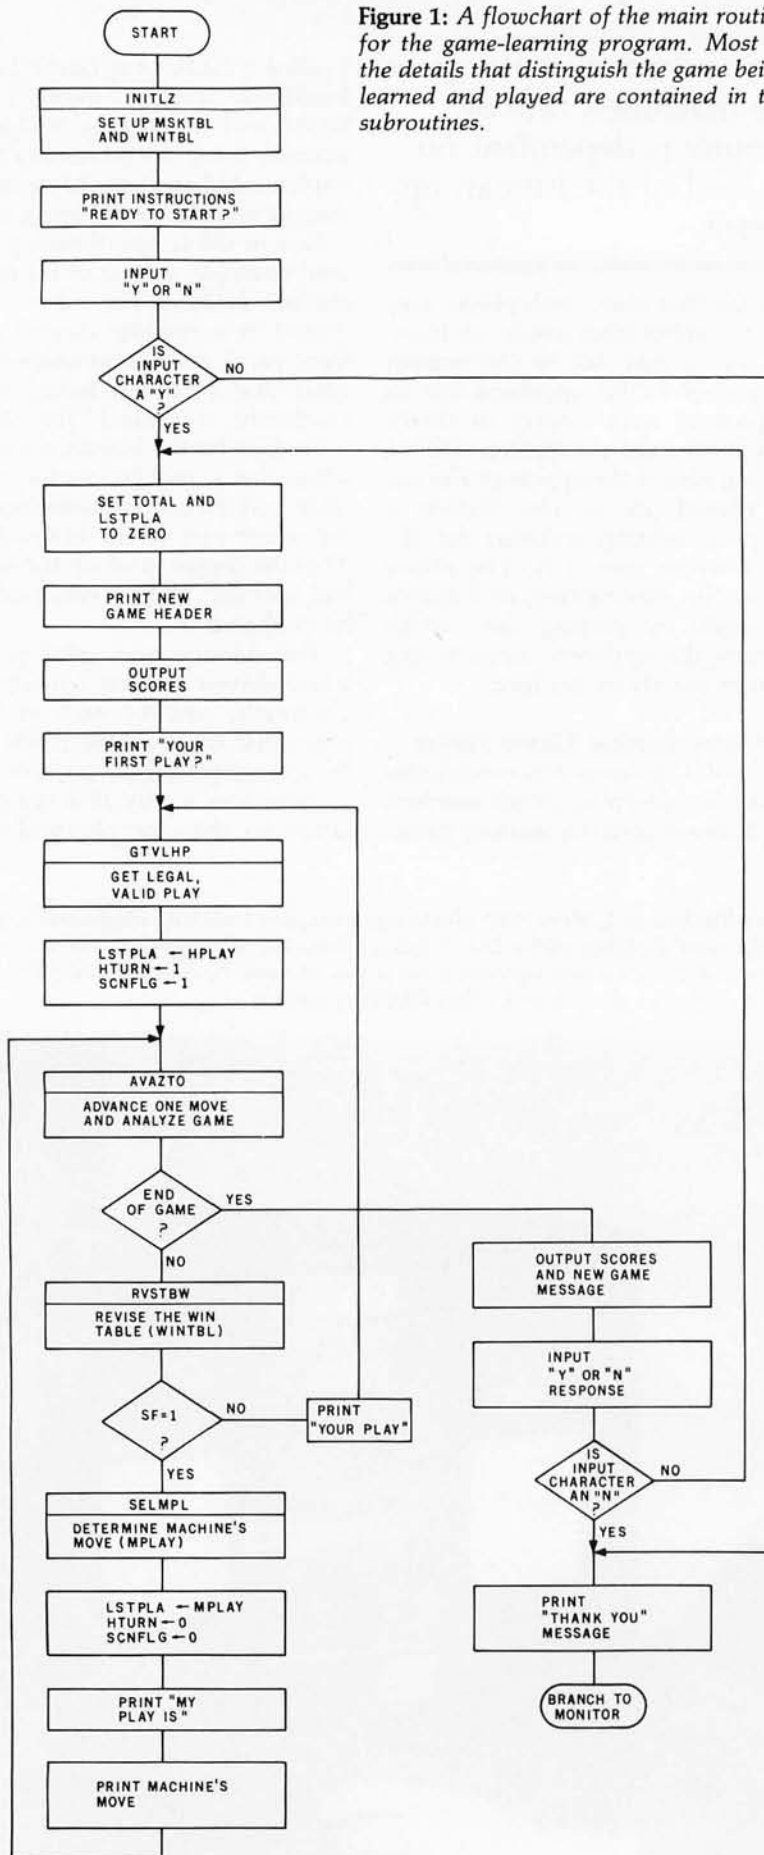 Figure 1: A flowchart of the main routi
for the game-learning program. Most
the details that distinguish the game bei
learned and played are contained in t
subroutines.
START
INITLZ
SET UP MSKTBL
AND WINTBL
PRINT INSTRUCTIONS
"READY TO START?"
INPUT
"Y" OR "N"
IS
INPUT
CHARACTER
A "Y"
?
NO
YES
SET TOTAL AND
LSTPLA
TO ZERO
PRINT NEW
GAME HEADER
OUTPUT
SCORES
PRINT "YOUR
FIRST PLAY?"
GTVLHP
GET LEGAL,
VALID PLAY
LSTPLA ← HPLAY
HTURN ← 1
SCNFLG ← 1
AVAZTO
ADVANCE ONE MOVE
AND ANALYZE GAME
END
OF GAME
?
YES
NO
RVSTBW
REVISE THE WIN
TABLE (WINTBL)
SF=1
?
NO
PRINT
"YOUR PLAY"
YES
SELMPL
DETERMINE MACHINE'S
MOVE (MPLAY)
LSTPLA ← MPLAY
HTURN ← 0
SCNFLG ← 0
PRINT "MY
PLAY IS"
PRINT MACHINE'S
MOVE
OUTPUT SCORES
AND NEW GAME
MESSAGE
INPUT
"Y" OR "N"
RESPONSE
IS
INPUT
CHARACTER
AN "N"
?
NO
YES
PRINT
"THANK YOU"
MESSAGE
BRANCH TO
MONITOR